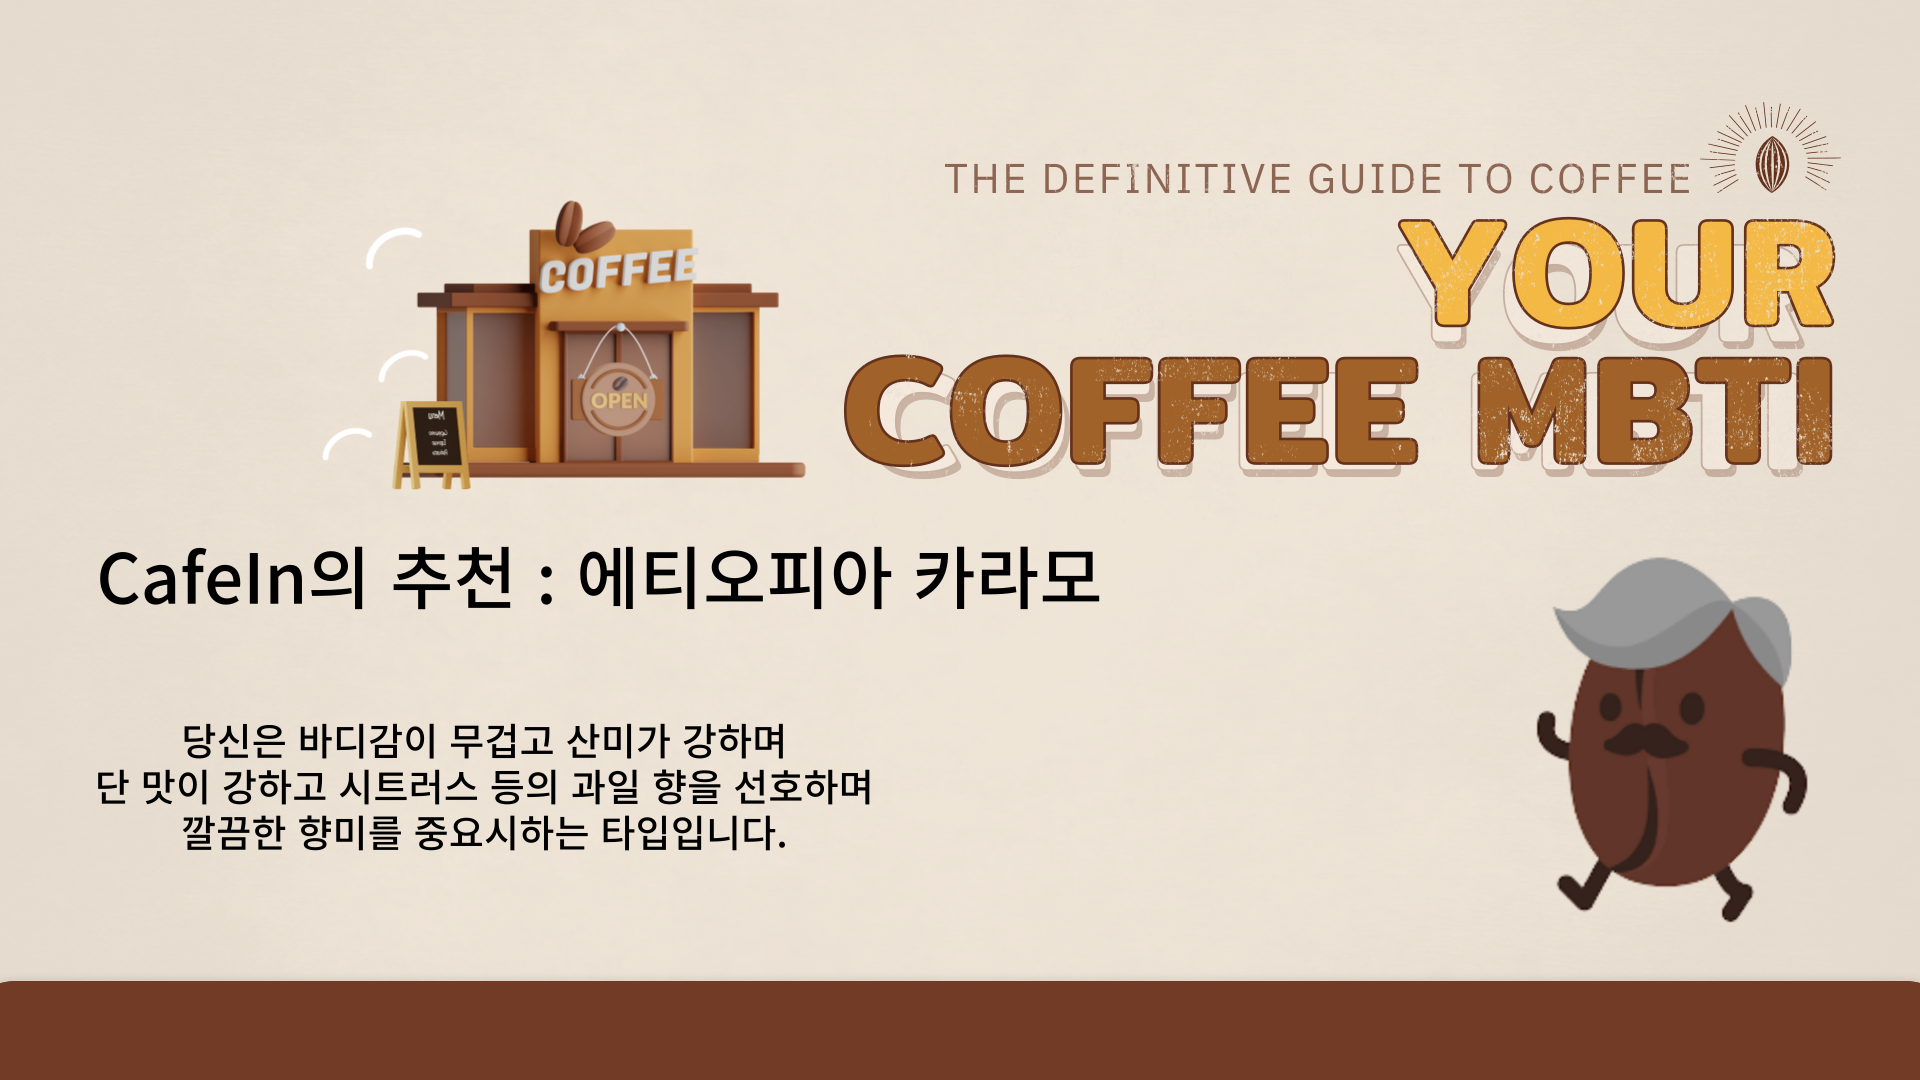 THE DEFINITIVE GUIDE TO COFFEE
YOUR
COFFEE MBTI
COFFEE
OPEN
Menu
CafeIn의 추천 : 에티오피아 카라모
당신은 바디감이 무겁고 산미가 강하며
단 맛이 강하고 시트러스 등의 과일 향을 선호하며
깔끔한 향미를 중요시하는 타입입니다.